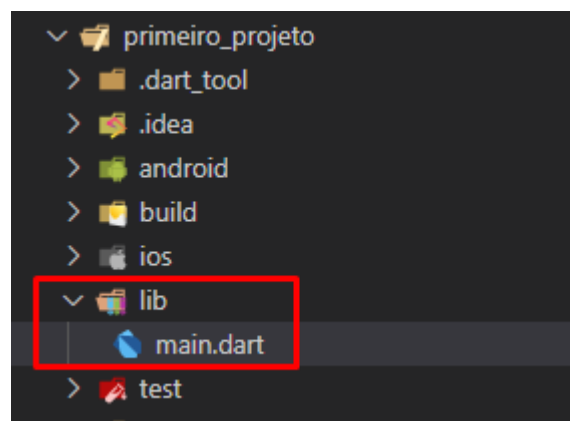 primeiro_projeto
.dart_tool
.idea
android
build
ios
lib
main.dart
test